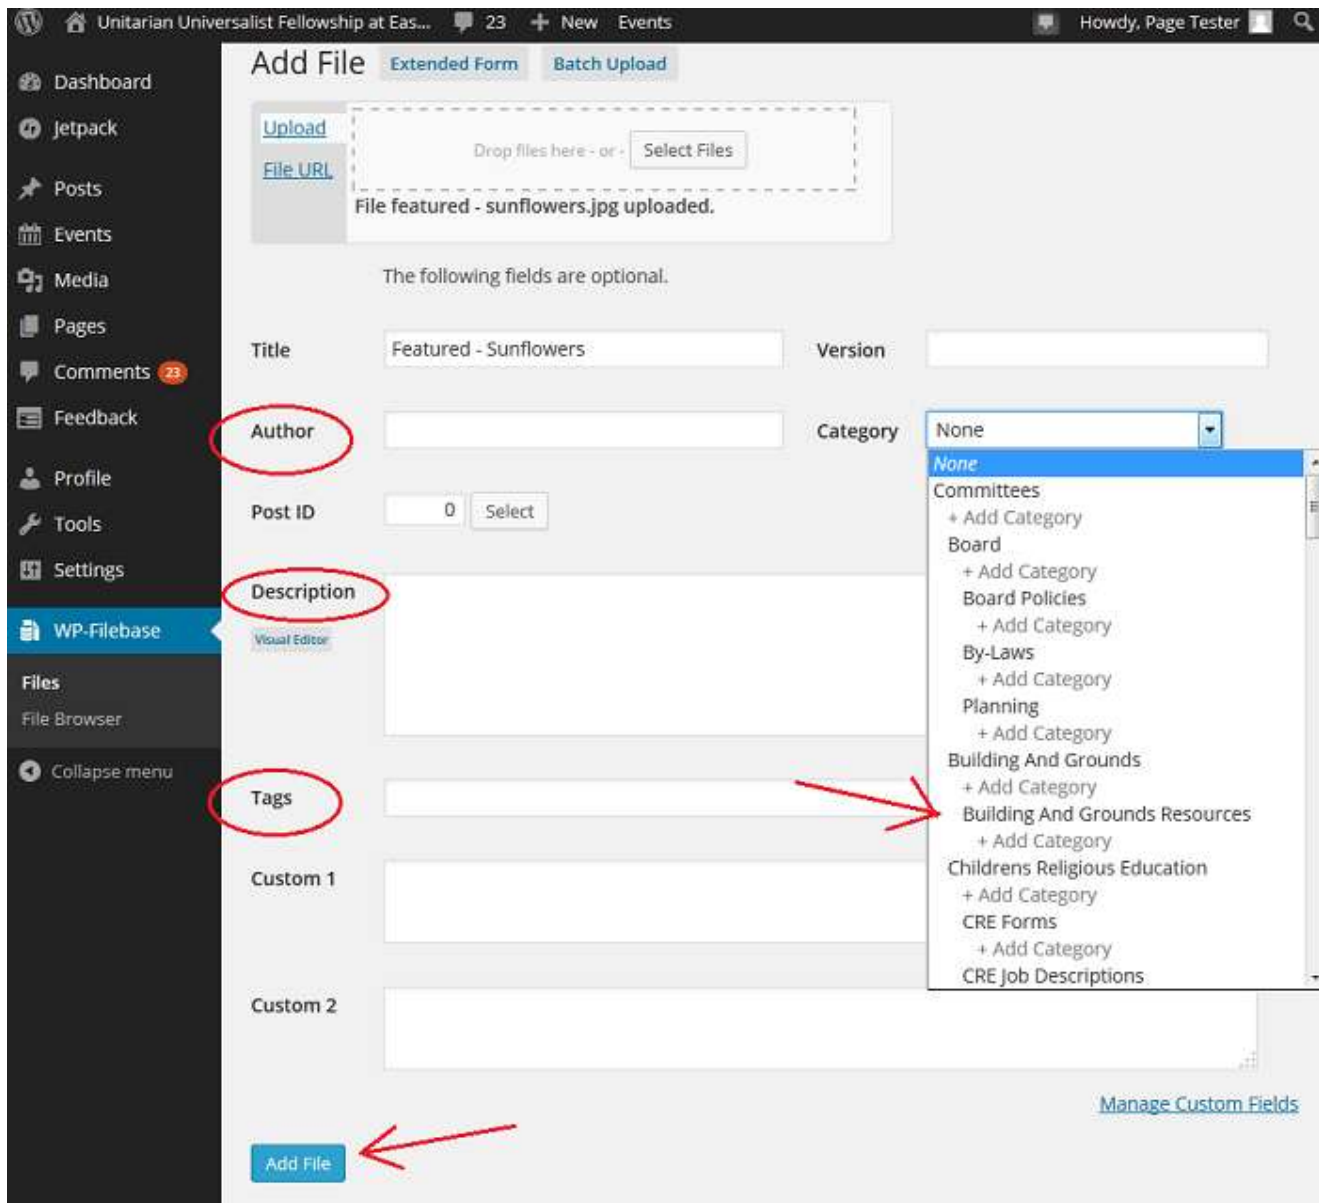 Unitarian Universalist Fellowship at Eas... 23 + New Events Howdy, Page Tester
Dashboard
Jetpack
Posts
Events
Media
Pages
Comments 23
Feedback
Profile
Tools
Settings
WP-Filebase
Files
File Browser
Collapse menu
Add File Extended Form Batch Upload
Upload
File URL
Drop files here - or - Select Files
File featured - sunflowers.jpg uploaded.
The following fields are optional.
Title Featured - Sunflowers Version
Author Category None
Post ID 0 Select
Description
Visual Editor
Tags
Custom 1
Custom 2
None
Committees
+ Add Category
Board
+ Add Category
Board Policies
+ Add Category
By-Laws
+ Add Category
Planning
+ Add Category
Building And Grounds
+ Add Category
Building And Grounds Resources
+ Add Category
Childrens Religious Education
+ Add Category
CRE Forms
+ Add Category
CRE Job Descriptions
Manage Custom Fields
Add File